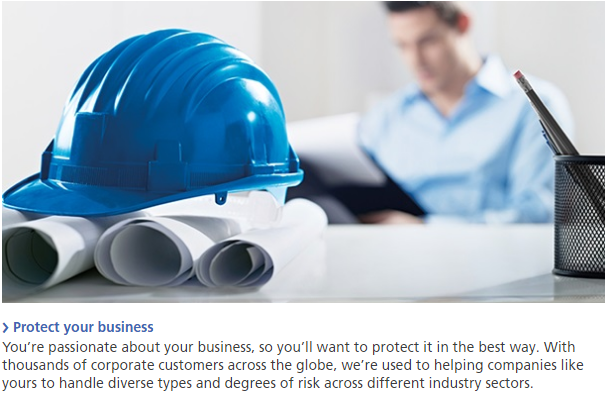 › Protect your business
You're passionate about your business, so you'll want to protect it in the best way. With
thousands of corporate customers across the globe, we're used to helping companies like
yours to handle diverse types and degrees of risk across different industry sectors.